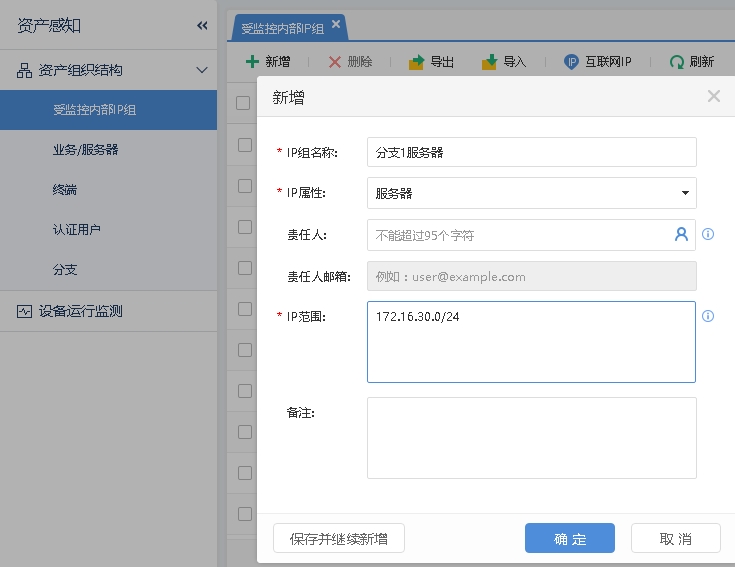 资产感知
资产组织结构
受监控内部IP组
业务/服务器
终端
认证用户
分支
设备运行监测
受监控内部IP组
新增 删除 导出 导入 IP 互联网IP 刷新
新增
* IP组名称: 分支1服务器
* IP属性: 服务器
责任人: 不能超过95个字符
责任人邮箱: 例如：user@example.com
* IP范围: 172.16.30.0/24
备注:
保存并继续新增 确定 取消